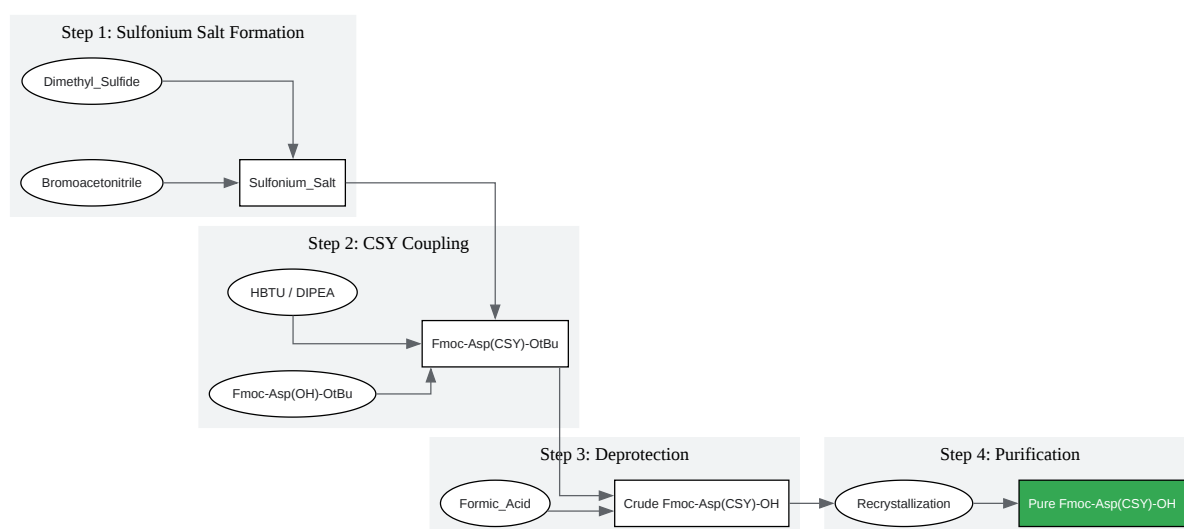 Step 1: Sulfonium Salt Formation
Dimethyl_Sulfide
Bromoacetonitrile
Sulfonium_Salt
Step 2: CSY Coupling
HBTU / DIPEA
Fmoc-Asp(CSY)-OtBu
Fmoc-Asp(OH)-OtBu
Step 3: Deprotection
Formic_Acid
Crude Fmoc-Asp(CSY)-OH
Step 4: Purification
Recrystallization
Pure Fmoc-Asp(CSY)-OH